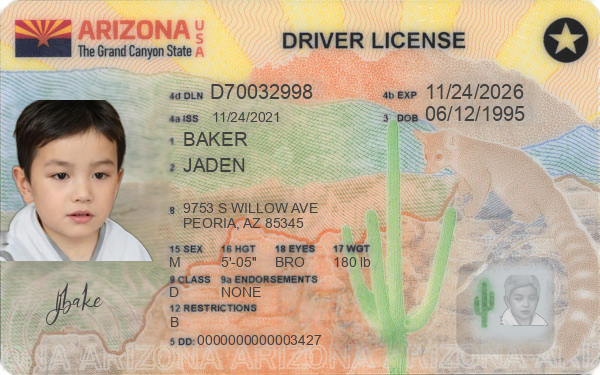 ARIZONA USA
The Grand Canyon State
DRIVER LICENSE
4d DLN D70032998
4b EXP 11/24/2026
4a ISS 11/24/2021
3 DOB 06/12/1995
1 BAKER
2 JADEN
8 9753 S WILLOW AVE
PEORIA, AZ 85345
15 SEX 16 HGT 18 EYES 17 WGT
M 5'-05" BRO 180 lb
9 CLASS 9a ENDORSEMENTS
D NONE
12 RESTRICTIONS
B
jbake
5 DD: 0000000000003427
ARIZONA ARIZONA ARIZONA ARIZONA